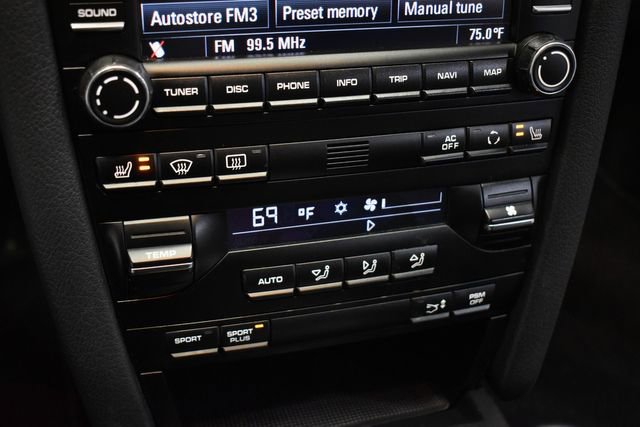 SOUND
Autostore FM3 Preset memory Manual tune
FM 99.5 MHz 75.0 °F
TUNER DISC PHONE INFO TRIP NAVI MAP
AC OFF
69 °F
TEMP
AUTO
SPORT SPORT PLUS PSM OFF